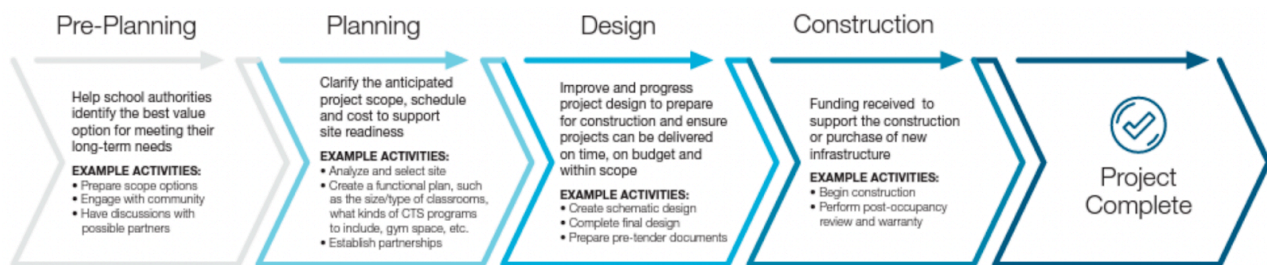 Pre-Planning
Help school authorities
identify the best value
option for meeting their
long-term needs
EXAMPLE ACTIVITIES:
• Prepare scope options
• Engage with community
• Have discussions with
possible partners
Planning
Clarify the anticipated
project scope, schedule
and cost to support
site readiness
EXAMPLE ACTIVITIES:
• Analyze and select site
• Create a functional plan, such
as the size/type of classrooms,
what kinds of CTS programs
to include, gym space, etc.
• Establish partnerships
Design
Improve and progress
project design to prepare
for construction and ensure
projects can be delivered
on time, on budget and
within scope
EXAMPLE ACTIVITIES:
• Create schematic design
• Complete final design
• Prepare pre-tender documents
Construction
Funding received to
support the construction
or purchase of new
infrastructure
EXAMPLE ACTIVITIES:
• Begin construction
• Perform post-occupancy
review and warranty
Project
Complete